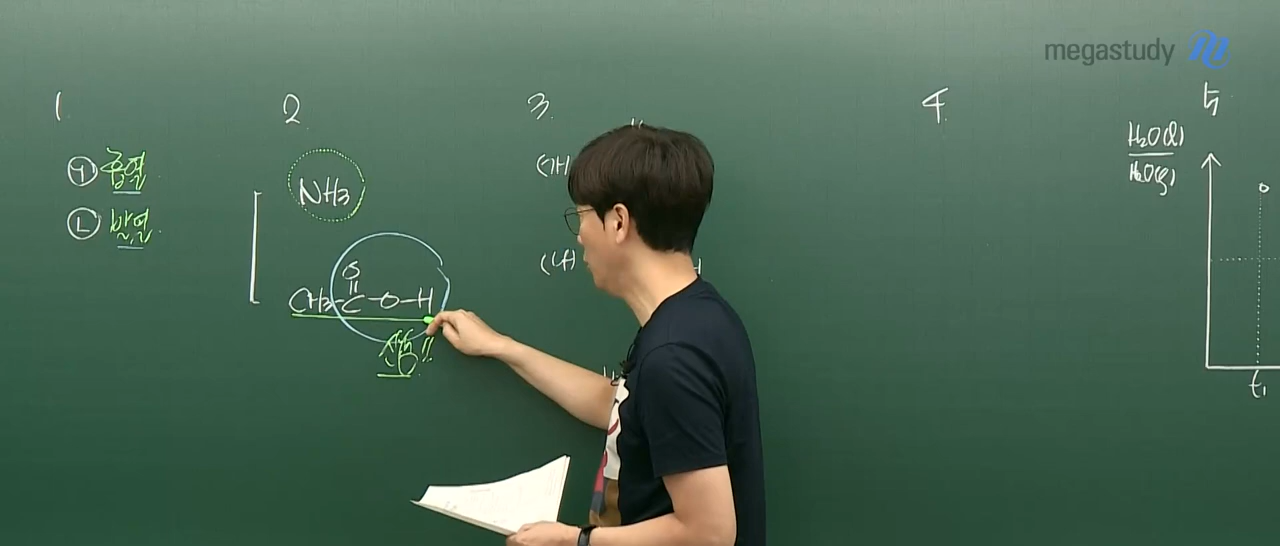 megastudy
1.
2.
3.
4.
5
㉠ 흡열
㉡ 발열
NH₃
O
||
CH₃-C-O-H
산성!!
(가)
(나)
H₂O(l)
H₂O(g)
t₁